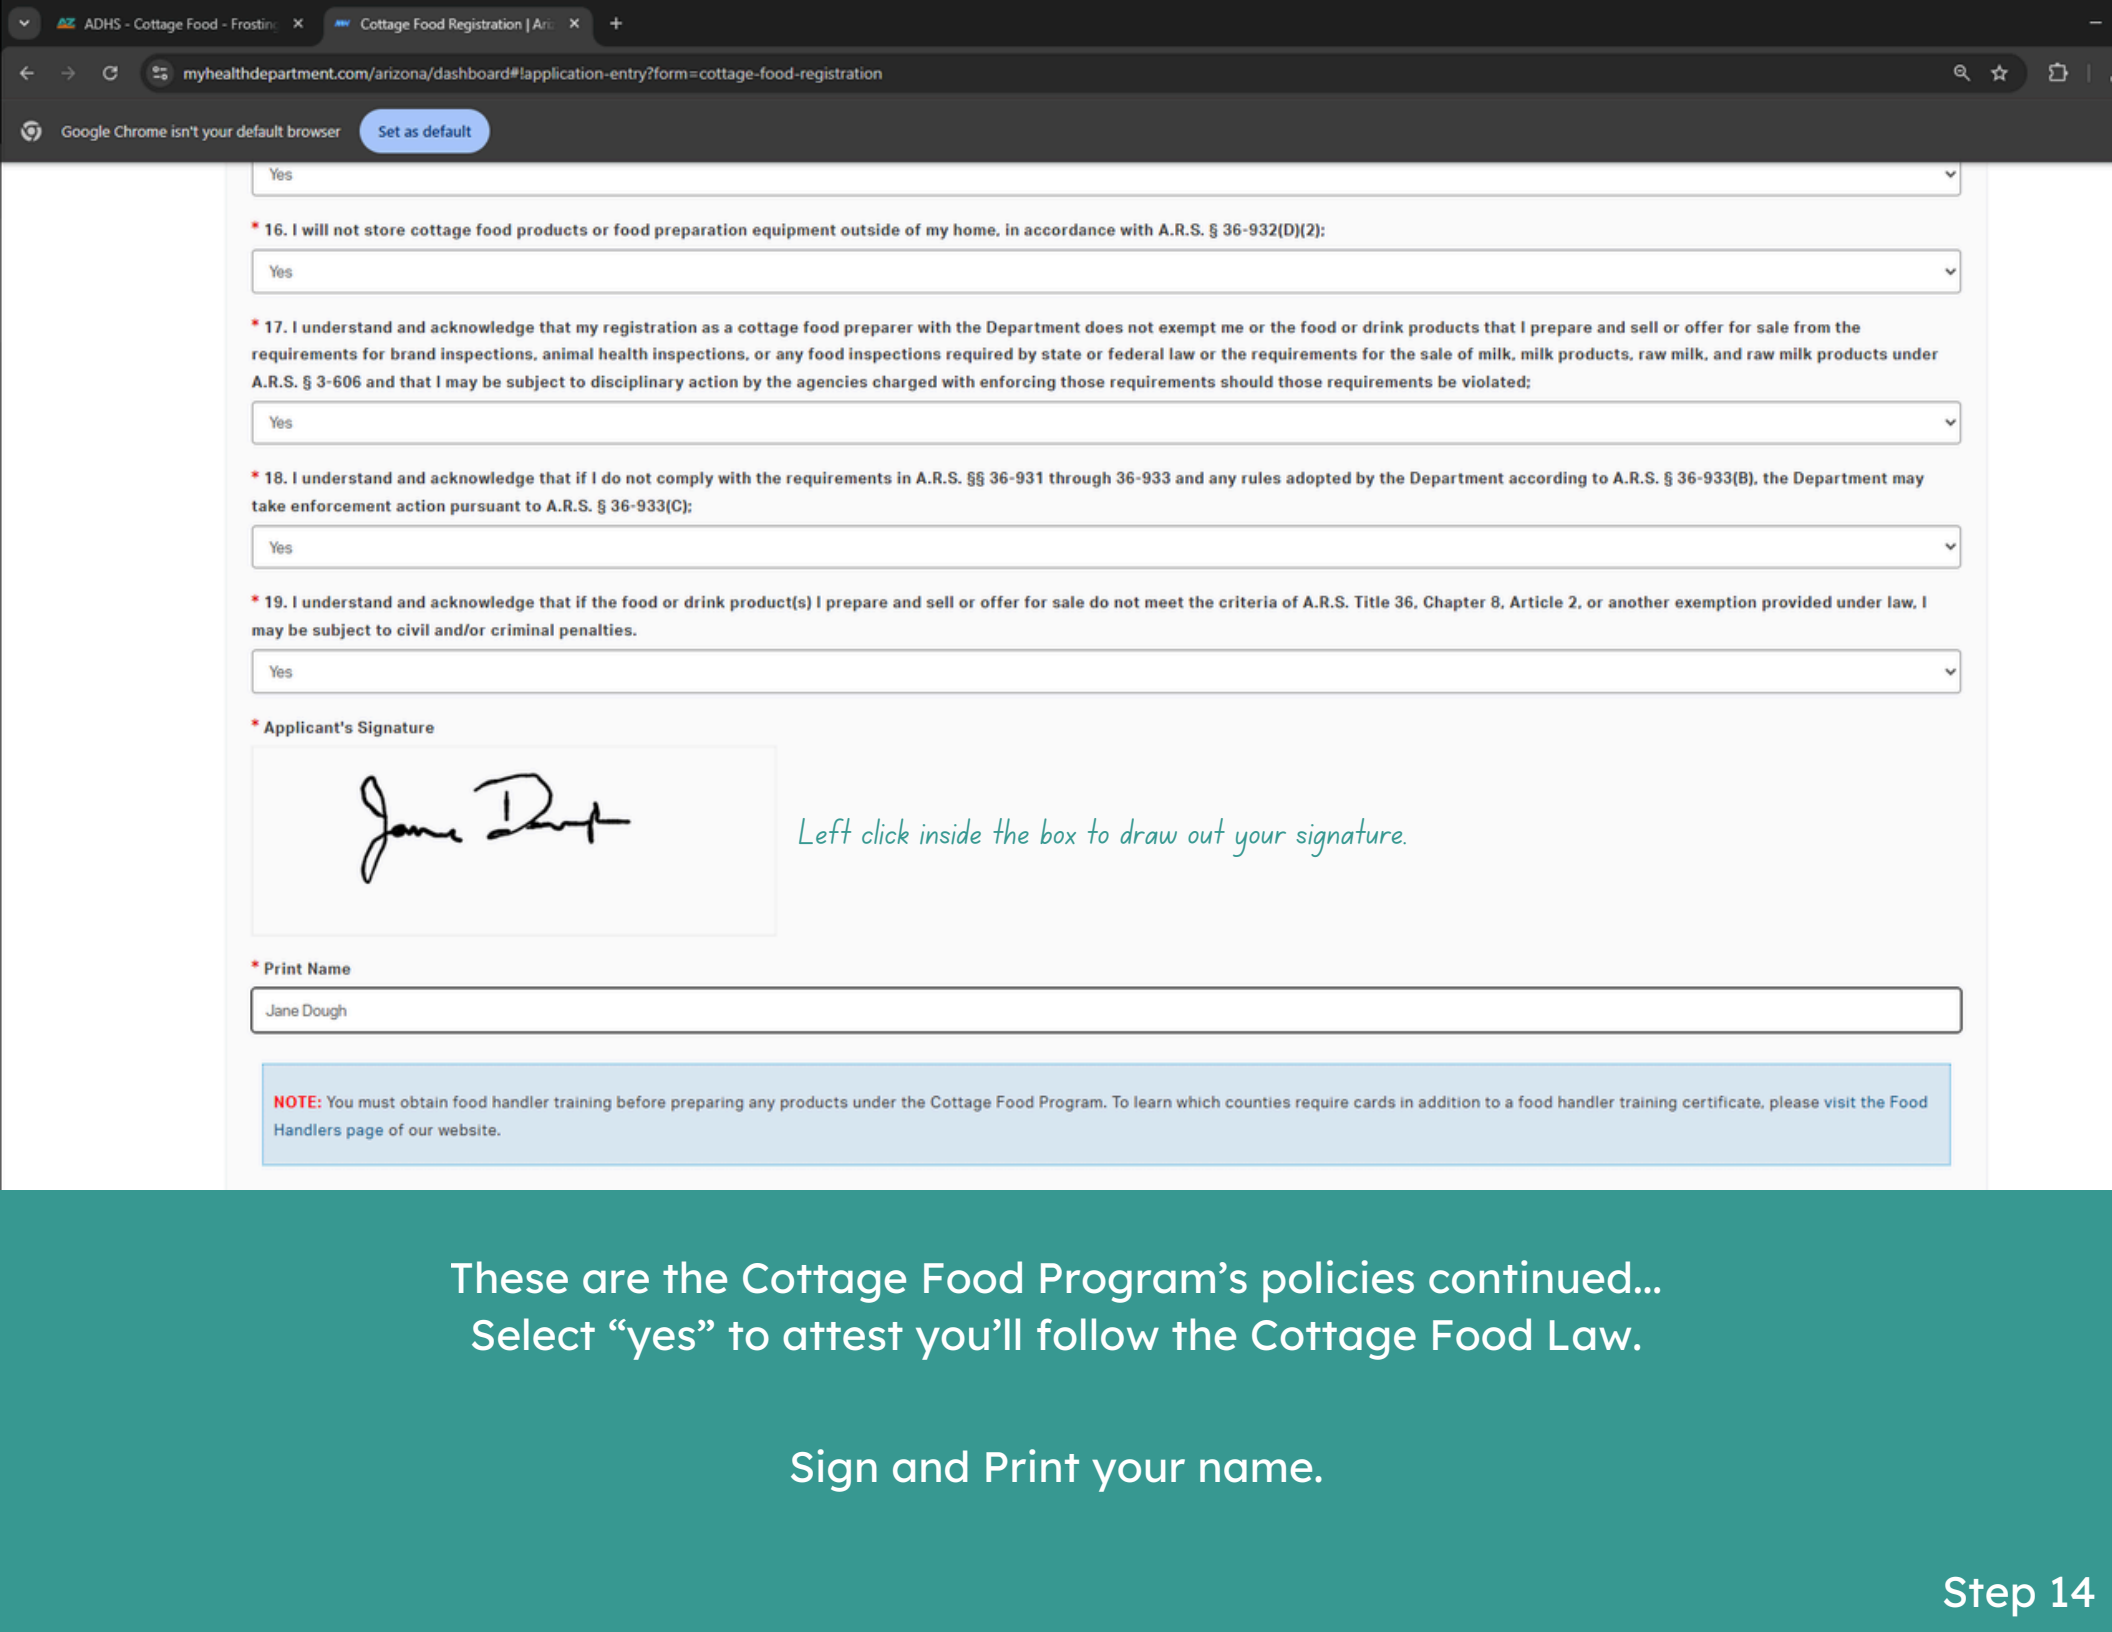 ADHS - Cottage Food - Frostin
Cottage Food Registration | Ari
myhealthdepartment.com/arizona/dashboard#!application-entry?form=cottage-food-registration
Google Chrome isn't your default browser
Set as default
Yes
* 16. I will not store cottage food products or food preparation equipment outside of my home, in accordance with A.R.S. § 36-932(D)(2);
Yes
* 17. I understand and acknowledge that my registration as a cottage food preparer with the Department does not exempt me or the food or drink products that I prepare and sell or offer for sale from the
requirements for brand inspections, animal health inspections, or any food inspections required by state or federal law or the requirements for the sale of milk, milk products, raw milk, and raw milk products under
A.R.S. § 3-606 and that I may be subject to disciplinary action by the agencies charged with enforcing those requirements should those requirements be violated;
Yes
* 18. I understand and acknowledge that if I do not comply with the requirements in A.R.S. §§ 36-931 through 36-933 and any rules adopted by the Department according to A.R.S. § 36-933(B), the Department may
take enforcement action pursuant to A.R.S. § 36-933(C);
Yes
* 19. I understand and acknowledge that if the food or drink product(s) I prepare and sell or offer for sale do not meet the criteria of A.R.S. Title 36, Chapter 8, Article 2, or another exemption provided under law, I
may be subject to civil and/or criminal penalties.
Yes
* Applicant's Signature
Jane Dough
Left click inside the box to draw out your signature.
* Print Name
Jane Dough
NOTE: You must obtain food handler training before preparing any products under the Cottage Food Program. To learn which counties require cards in addition to a food handler training certificate, please visit the Food
Handlers page of our website.
These are the Cottage Food Program's policies continued...
Select “yes” to attest you'll follow the Cottage Food Law.
Sign and Print your name.
Step 14